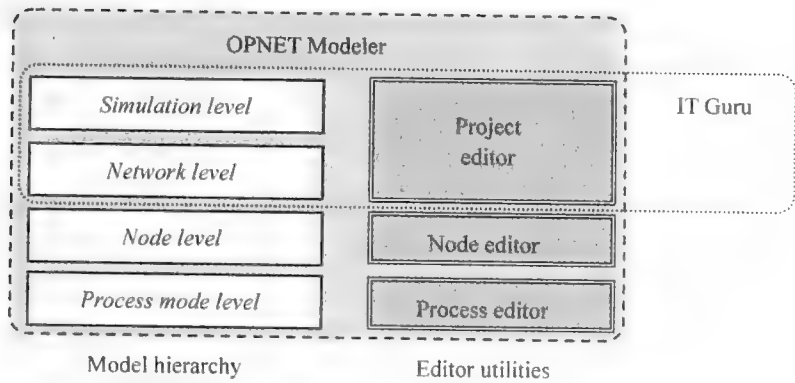 OPNET Modeler
Simulation level
Project
editor
IT Guru
Network level
Node level
Node editor
Process mode level
Process editor
Model hierarchy
Editor utilities